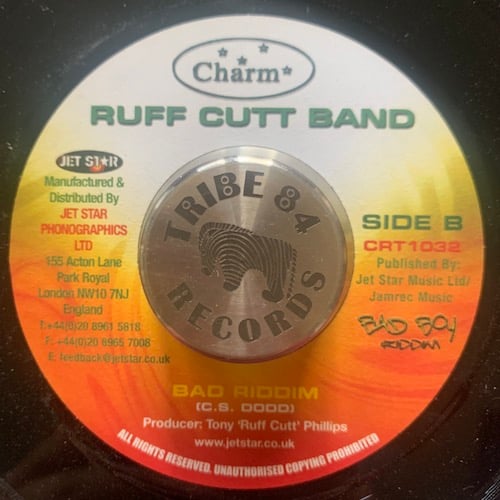 Charm
RUFF CUTT BAND
JET STAR
Manufactured &
Distributed By
JET STAR
PHONOGRAPHICS
LTD
155 Acton Lane
Park Royal
London NW10 7NJ
England
T:+44(0)20 8961 5818
F: +44(0)20 8965 7008
E: feedback@jetstar.co.uk
TRIBE 84
RECORDS
SIDE B
CRT1032
Published By:
Jet Star Music Ltd/
Jamrec Music
BAD BOY
RIDDIM
BAD RIDDIM
(C.S. DODD)
Producer: Tony 'Ruff Cutt' Phillips
www.jetstar.co.uk
ALL RIGHTS RESERVED. UNAUTHORISED COPYING PROHIBITED